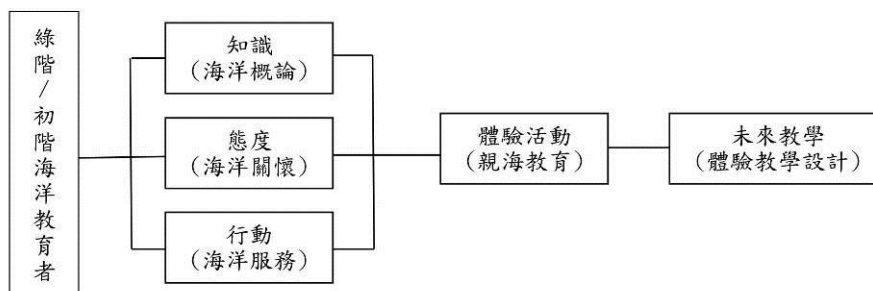 綠階/初階海洋教育者
知識
(海洋概論)
態度
(海洋關懷)
行動
(海洋服務)
體驗活動
(親海教育)
未來教學
(體驗教學設計)